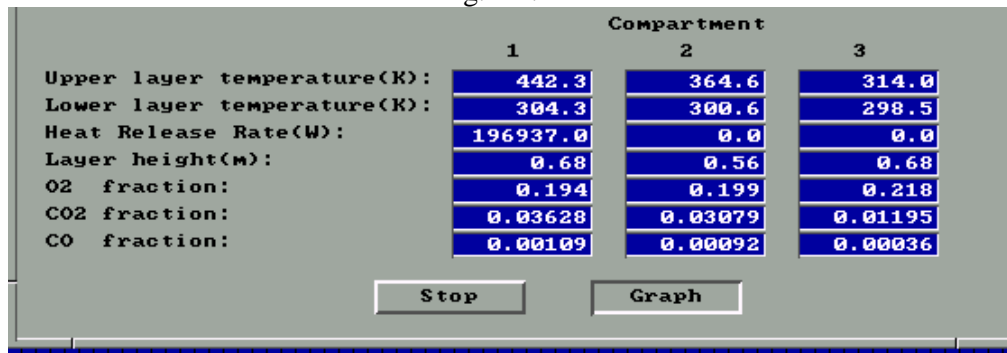 Compartment
1 2 3
Upper layer temperature(K): 442.3 364.6 314.0
Lower layer temperature(K): 304.3 300.6 298.5
Heat Release Rate(W): 196937.0 0.0 0.0
Layer height(m): 0.68 0.56 0.68
O2 fraction: 0.194 0.199 0.218
CO2 fraction: 0.03628 0.03079 0.01195
CO fraction: 0.00109 0.00092 0.00036
Stop Graph